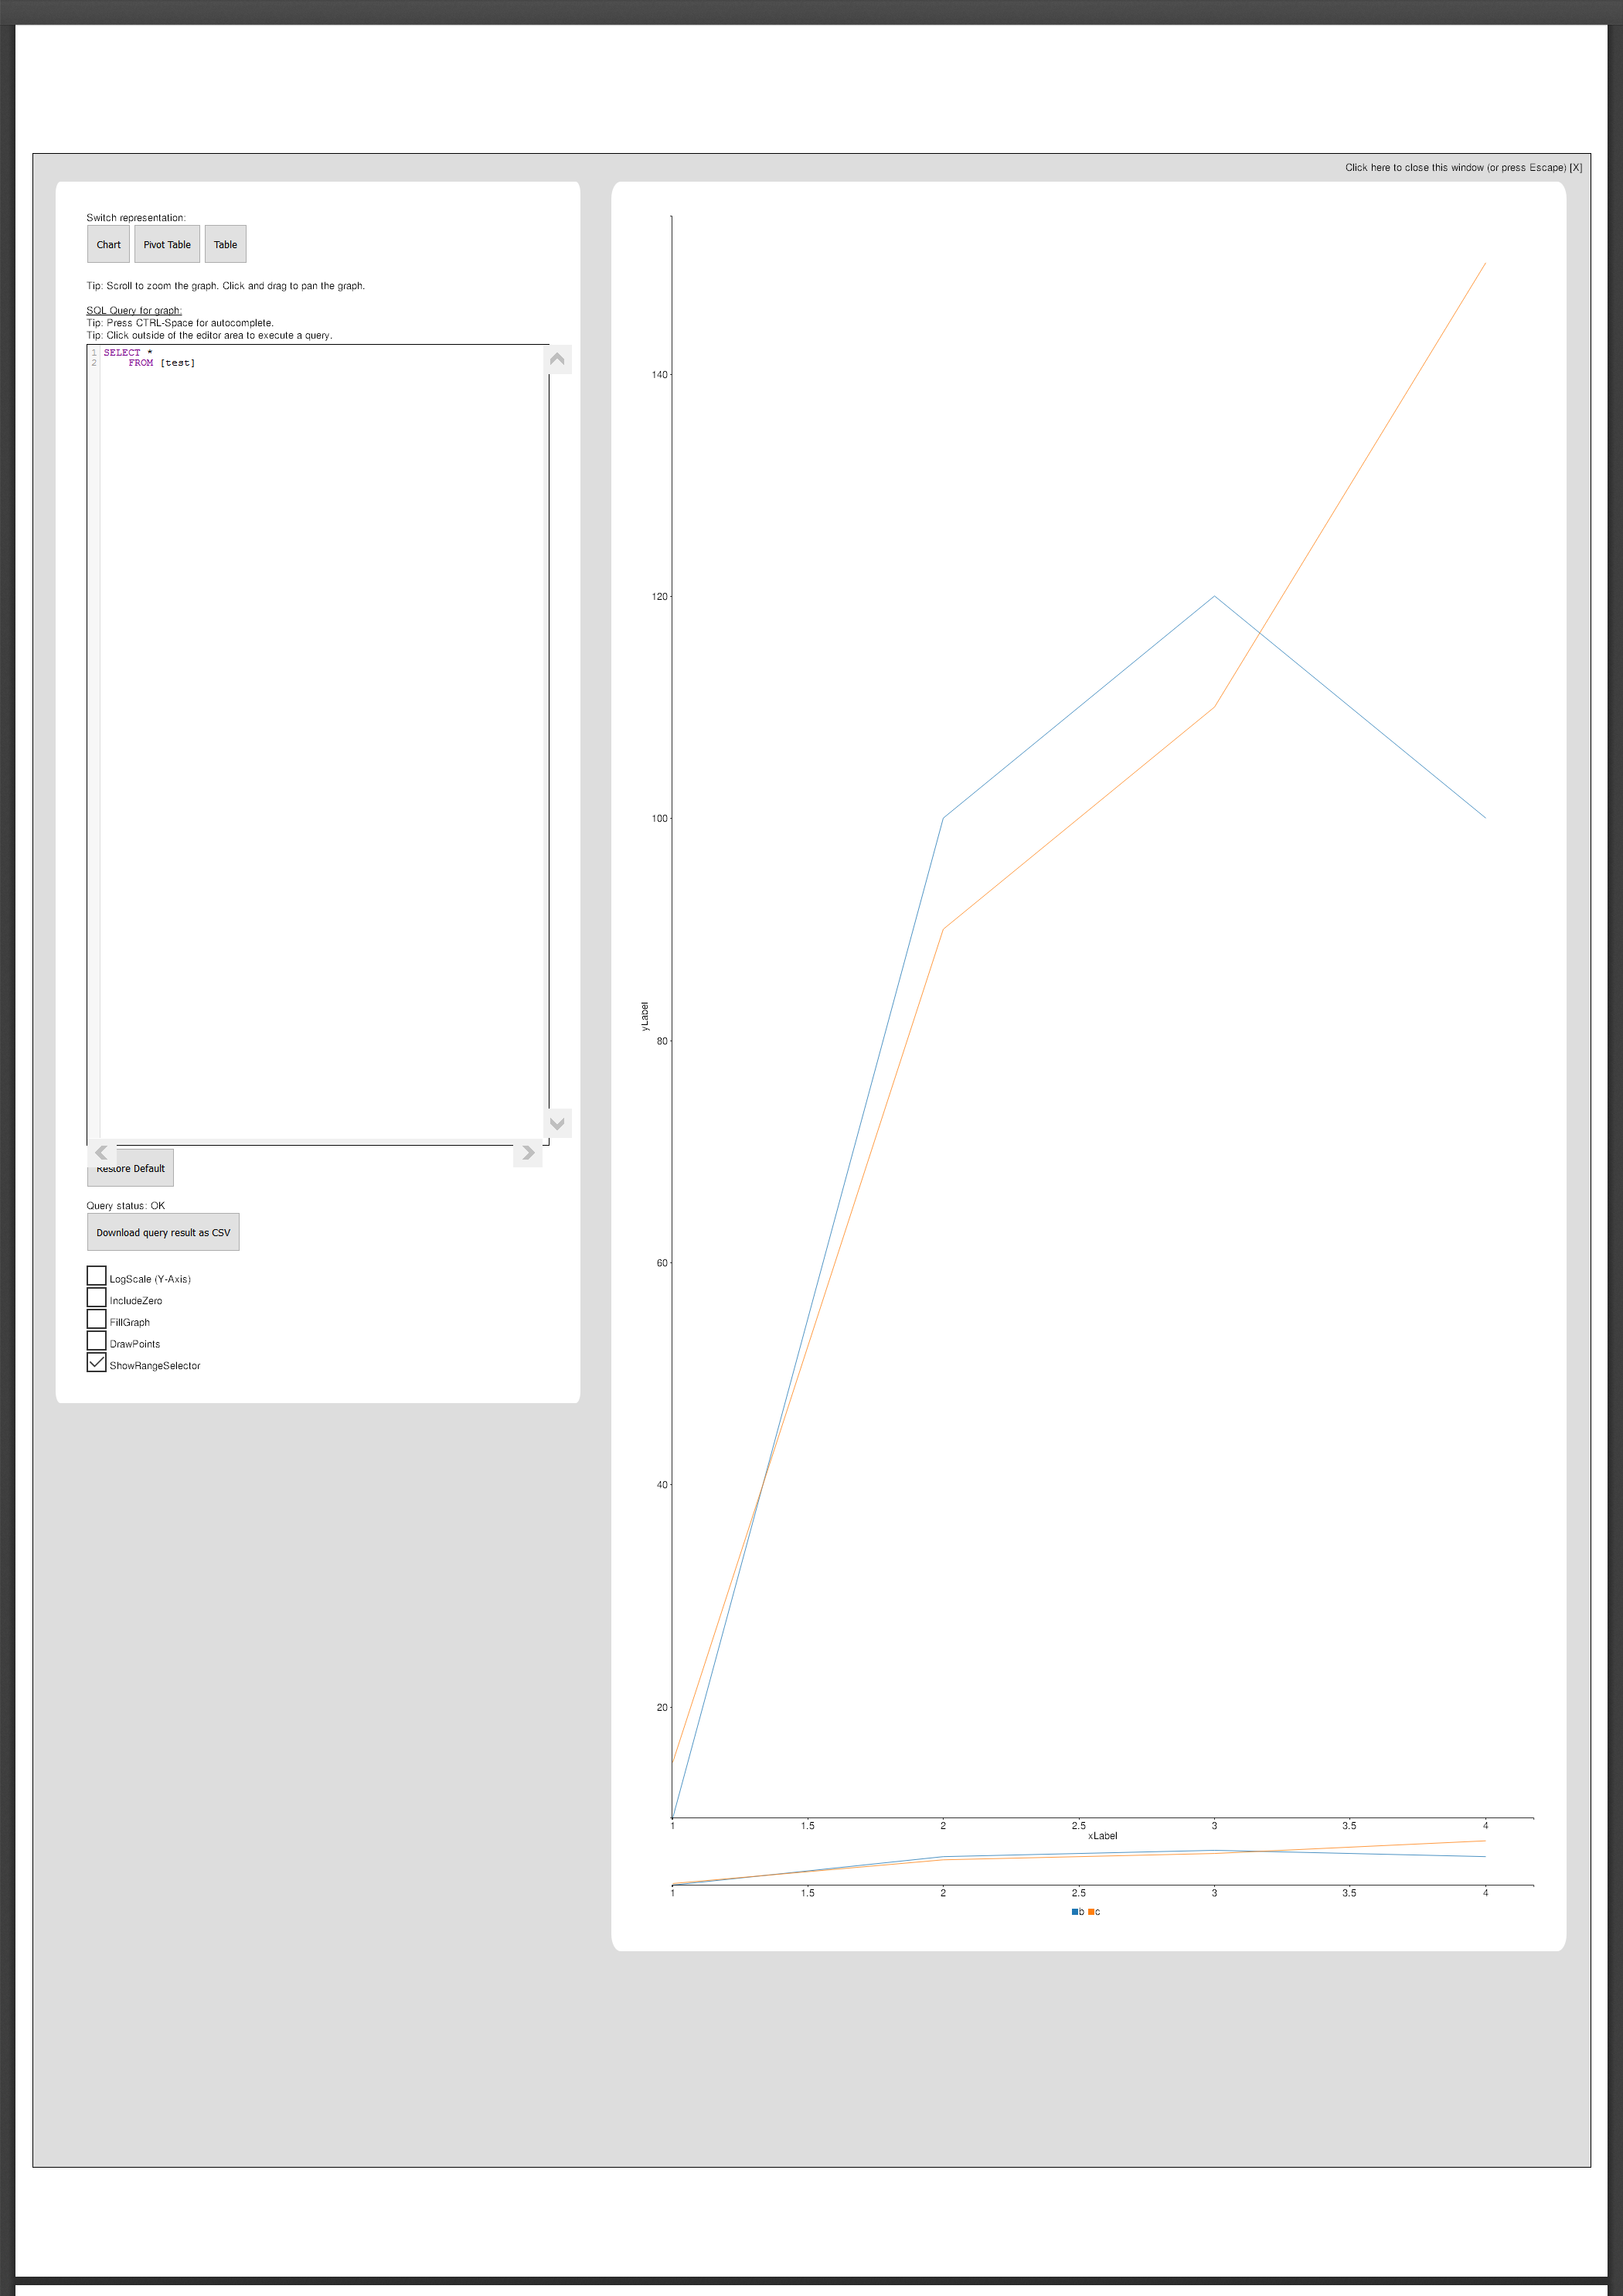 Click here to close this window (or press Escape) [X]
Switch representation:
Chart Pivot Table Table
Tip: Scroll to zoom the graph. Click and drag to pan the graph.
SQL Query for graph:
Tip: Press CTRL-Space for autocomplete.
Tip: Click outside of the editor area to execute a query.
1 SELECT *
2 FROM [test]
Restore Default
Query status: OK
Download query result as CSV
LogScale (Y-Axis)
IncludeZero
FillGraph
DrawPoints
ShowRangeSelector
140
120
100
yLabel
80
60
40
20
1 1.5 2 2.5 3 3.5 4
xLabel
1 1.5 2 2.5 3 3.5 4
b c